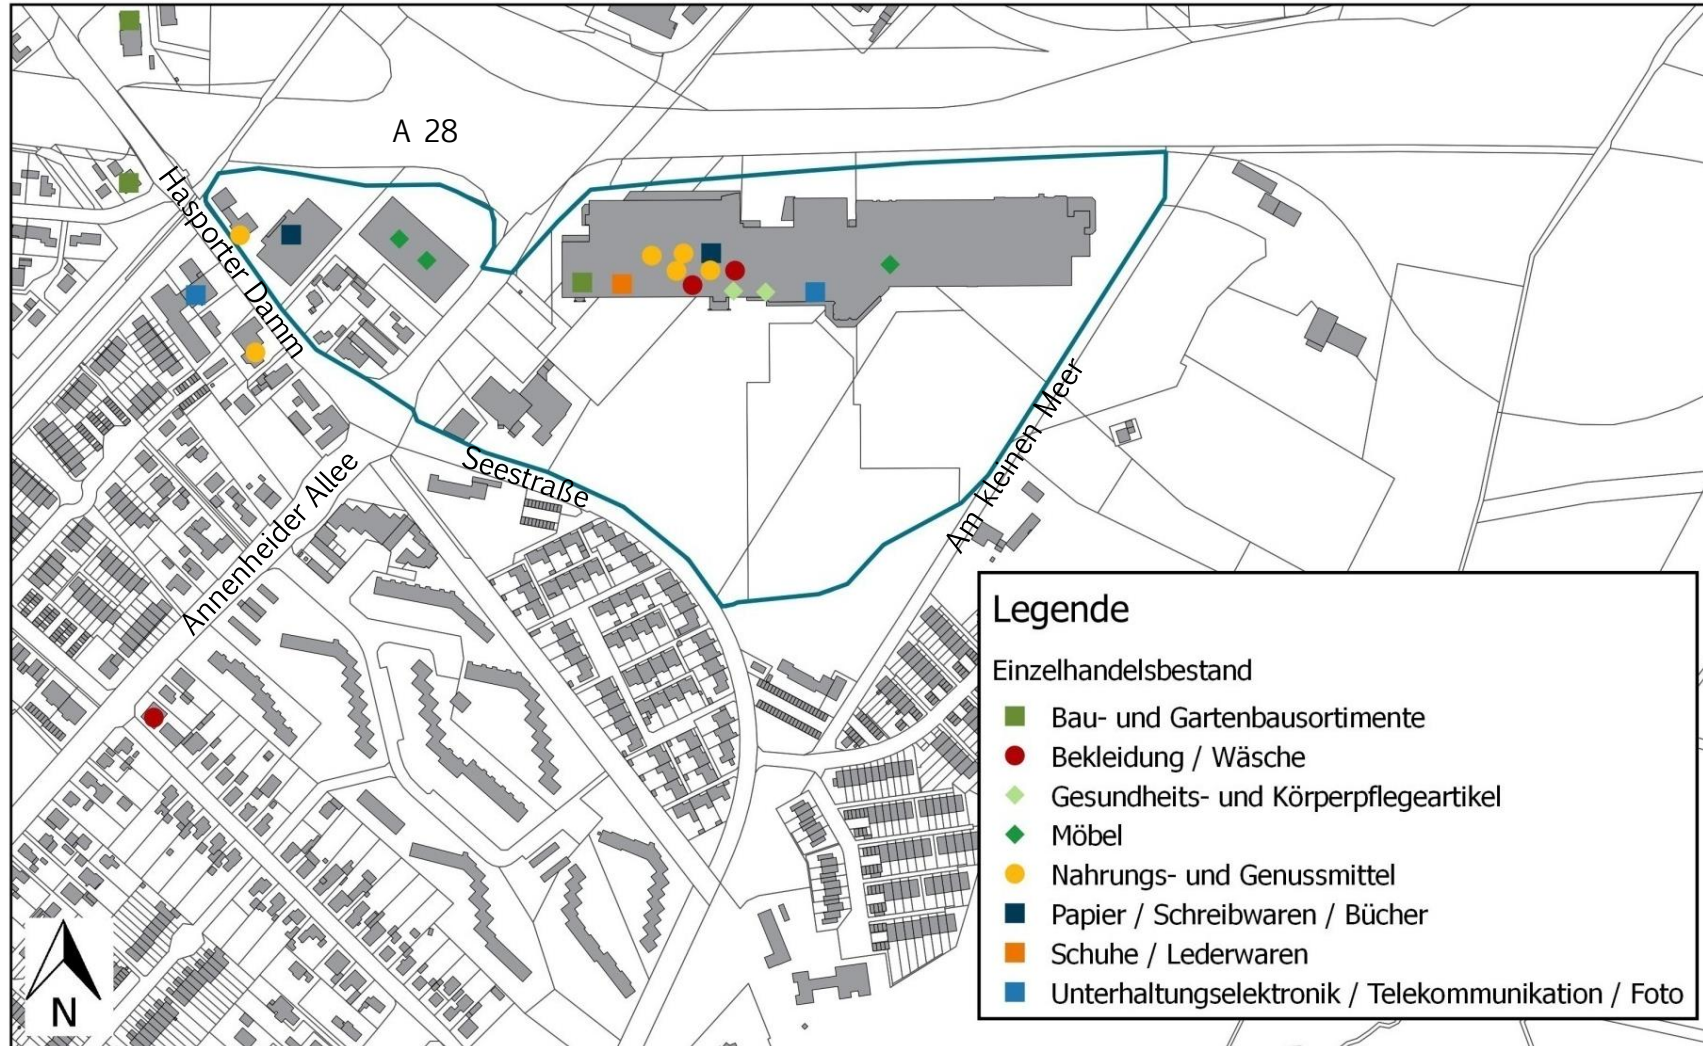 A 28
Hasporter Damm
Seestraße
Am kleinen Meer
Annenheider Allee
Legende
Einzelhandelsbestand
Bau- und Gartenbausortimente
Bekleidung / Wäsche
Gesundheits- und Körperpflegeartikel
Möbel
Nahrungs- und Genussmittel
Papier / Schreibwaren / Bücher
Schuhe / Lederwaren
Unterhaltungselektronik / Telekommunikation / Foto
N